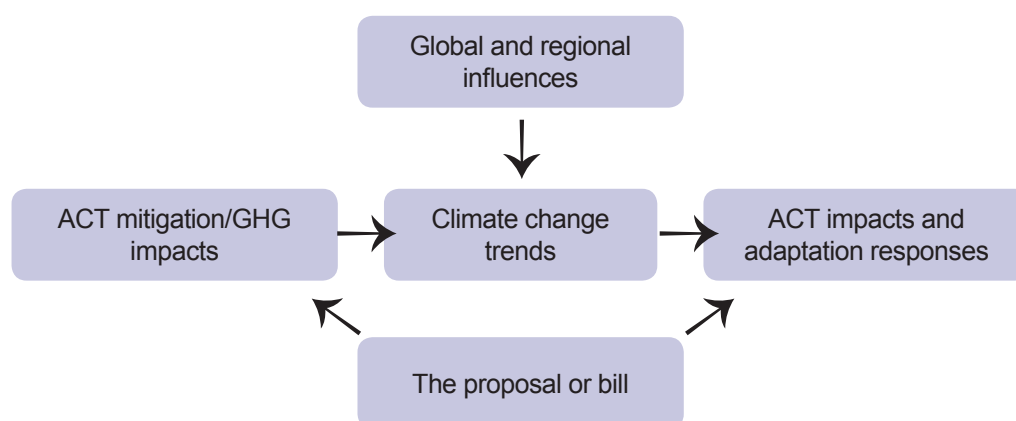 Global and regional
influences
ACT mitigation/GHG
impacts
Climate change
trends
ACT impacts and
adaptation responses
The proposal or bill